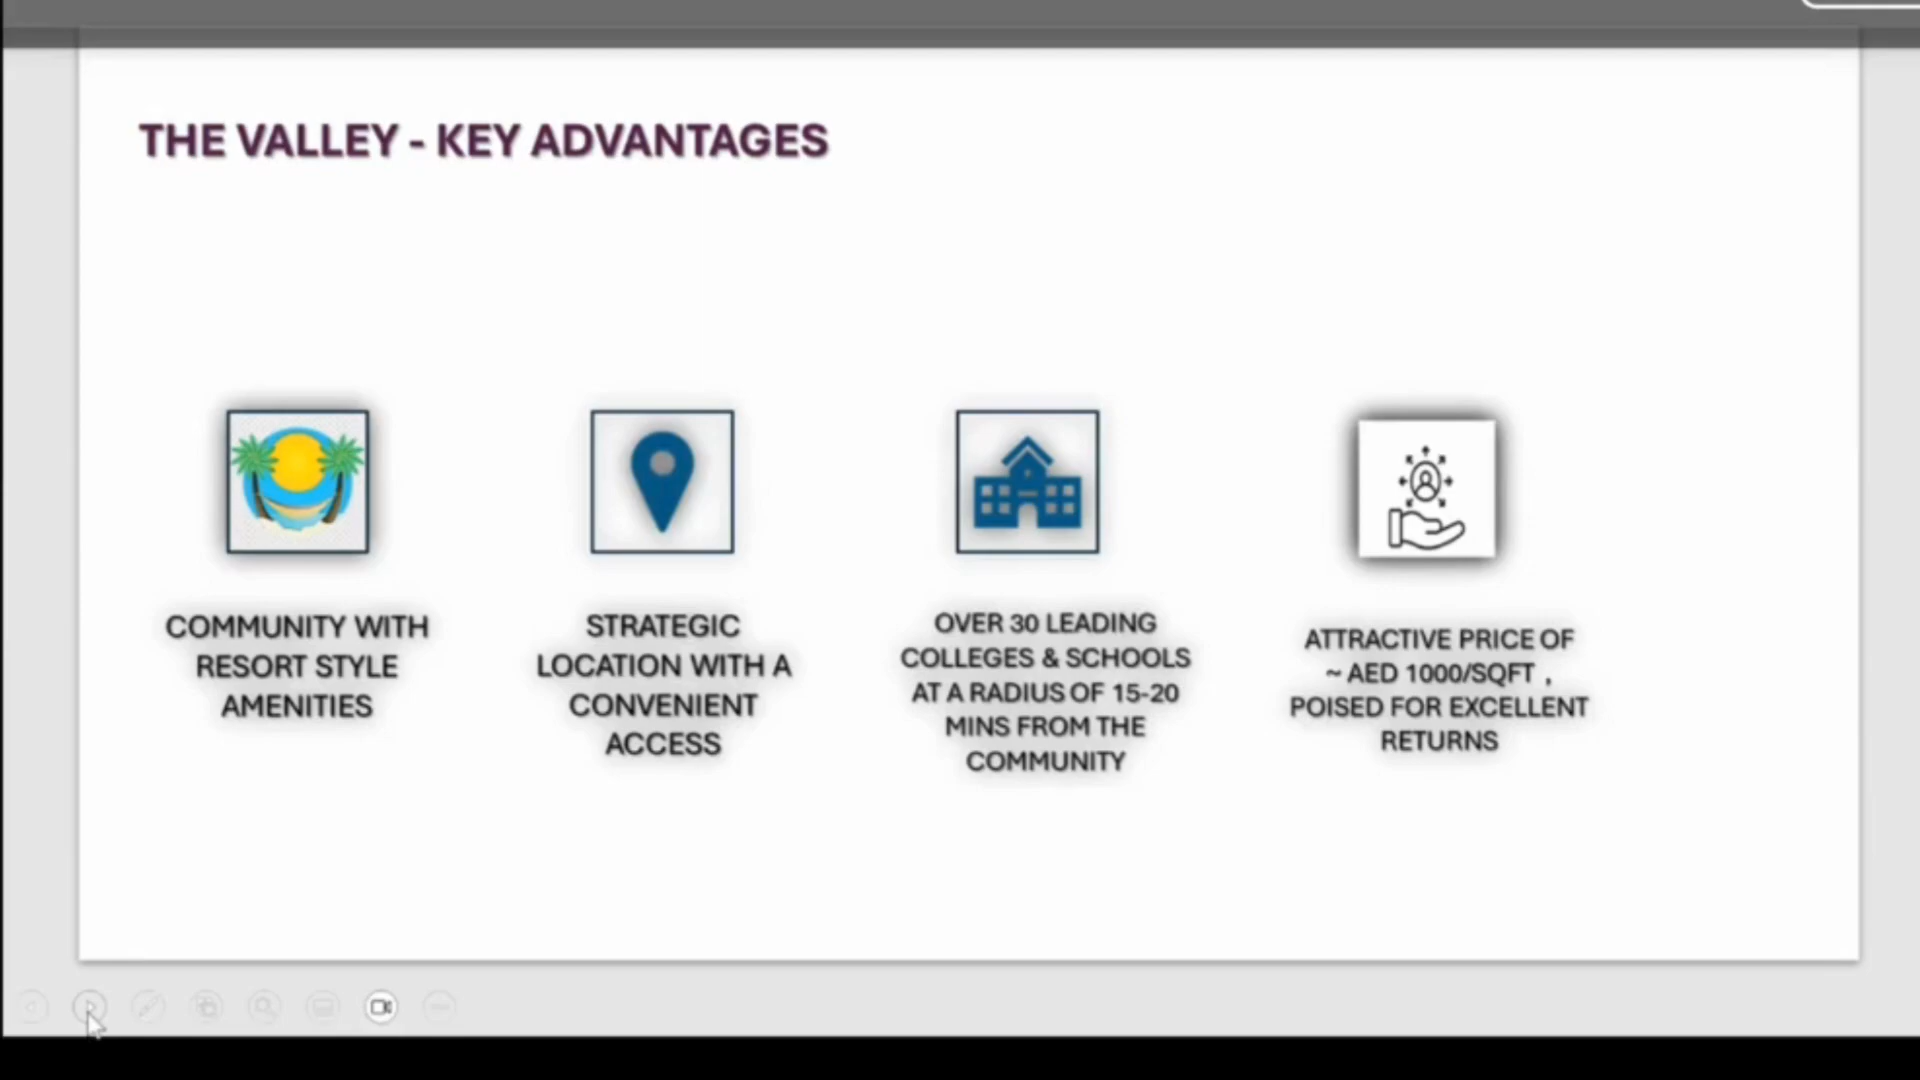 THE VALLEY - KEY ADVANTAGES
COMMUNITY WITH
RESORT STYLE
AMENITIES
STRATEGIC
LOCATION WITH A
CONVENIENT
ACCESS
OVER 30 LEADING
COLLEGES & SCHOOLS
AT A RADIUS OF 15-20
MINS FROM THE
COMMUNITY
ATTRACTIVE PRICE OF
~ AED 1000/SQFT ,
POISED FOR EXCELLENT
RETURNS